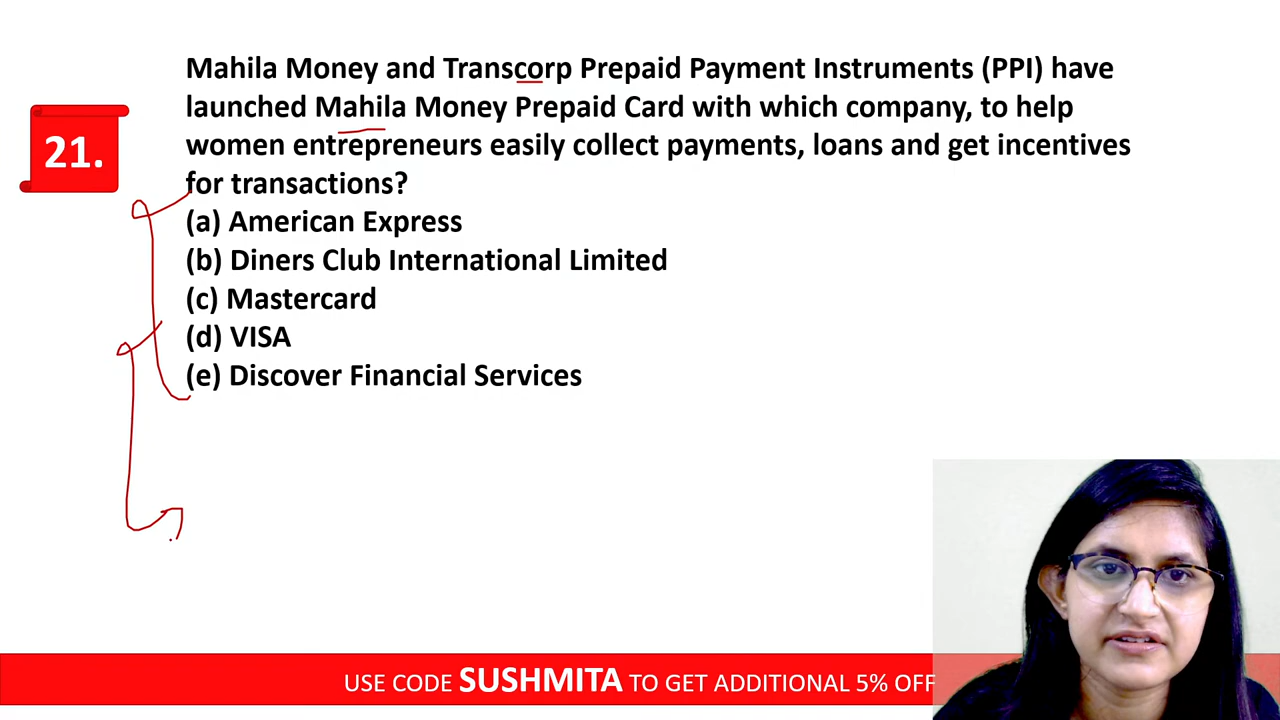 21.
Mahila Money and Transcorp Prepaid Payment Instruments (PPI) have
launched Mahila Money Prepaid Card with which company, to help
women entrepreneurs easily collect payments, loans and get incentives
for transactions?
(a) American Express
(b) Diners Club International Limited
(c) Mastercard
(d) VISA
(e) Discover Financial Services
USE CODE SUSHMITA TO GET ADDITIONAL 5% OFF